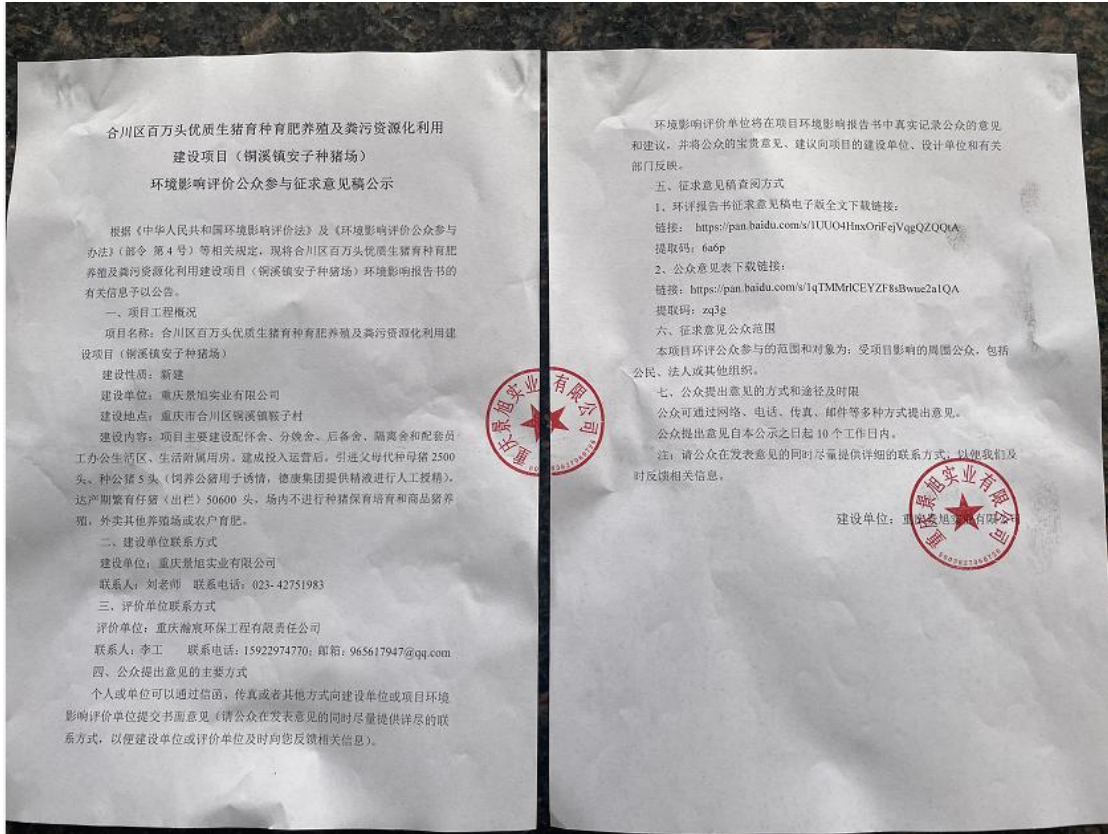 合川区百万头优质生猪育种育肥养殖及粪污资源化利用
建设项目（铜溪镇安子种猪场）
环境影响评价公众参与征求意见稿公示
根据《中华人民共和国环境影响评价法》及《环境影响评价公众参与
办法》（部令 第4号）等相关规定，现将合川区百万头优质生猪育种育肥
养殖及粪污资源化利用建设项目（铜溪镇安子种猪场）环境影响报告书的
有关信息予以公告。
一、项目工程概况
项目名称：合川区百万头优质生猪育种育肥养殖及粪污资源化利用建
设项目（铜溪镇安子种猪场）
建设性质：新建
建设单位：重庆景旭实业有限公司
建设地点：重庆市合川区铜溪镇鞍子村
建设内容：项目主要建设配怀舍、分娩舍、后备舍、隔离舍和配套员
工办公生活区、生活附属用房。建成投入运营后，引进父母代种母猪 2500
头、种公猪 5 头（饲养公猪用于诱情，德康集团提供精液进行人工授精），
达产期繁育仔猪（出栏）50600 头，场内不进行种猪保育培育和商品猪养
殖，外卖其他养殖场或农户育肥。
二、建设单位联系方式
建设单位：重庆景旭实业有限公司
联系人：刘老师 联系电话：023- 42751983
三、评价单位联系方式
评价单位：重庆瀚宸环保工程有限责任公司
联系人：李工 联系电话：15922974770；邮箱：965617947@qq.com
四、公众提出意见的主要方式
个人或单位可以通过信函、传真或者其他方式向建设单位或项目环境
影响评价单位提交书面意见（请公众在发表意见的同时尽量提供详尽的联
系方式，以便建设单位或评价单位及时向您反馈相关信息）。
重庆景旭实业有限公司
环境影响评价单位将在项目环境影响报告书中真实记录公众的意见
和建议，并将公众的宝贵意见、建议向项目的建设单位、设计单位和有关
部门反映。
五、征求意见稿查阅方式
1、环评报告书征求意见稿电子版全文下载链接：
链接： https://pan.baidu.com/s/1UUO4HnxOriFejVqgQZQQtA
提取码：6a6p
2、公众意见表下载链接：
链接：https://pan.baidu.com/s/1qTMMrlCEYZF8sBwue2a1QA
提取码：zq3g
六、征求意见公众范围
本项目环评公众参与的范围和对象为：受项目影响的周围公众，包括
公民、法人或其他组织。
七、公众提出意见的方式和途径及时限
公众可通过网络、电话、传真、邮件等多种方式提出意见。
公众提出意见自本公示之日起 10 个工作日内。
注：请公众在发表意见的同时尽量提供详细的联系方式，以便我们及
时反馈相关信息。
建设单位：重庆景旭实业有限公司
重庆景旭实业有限公司